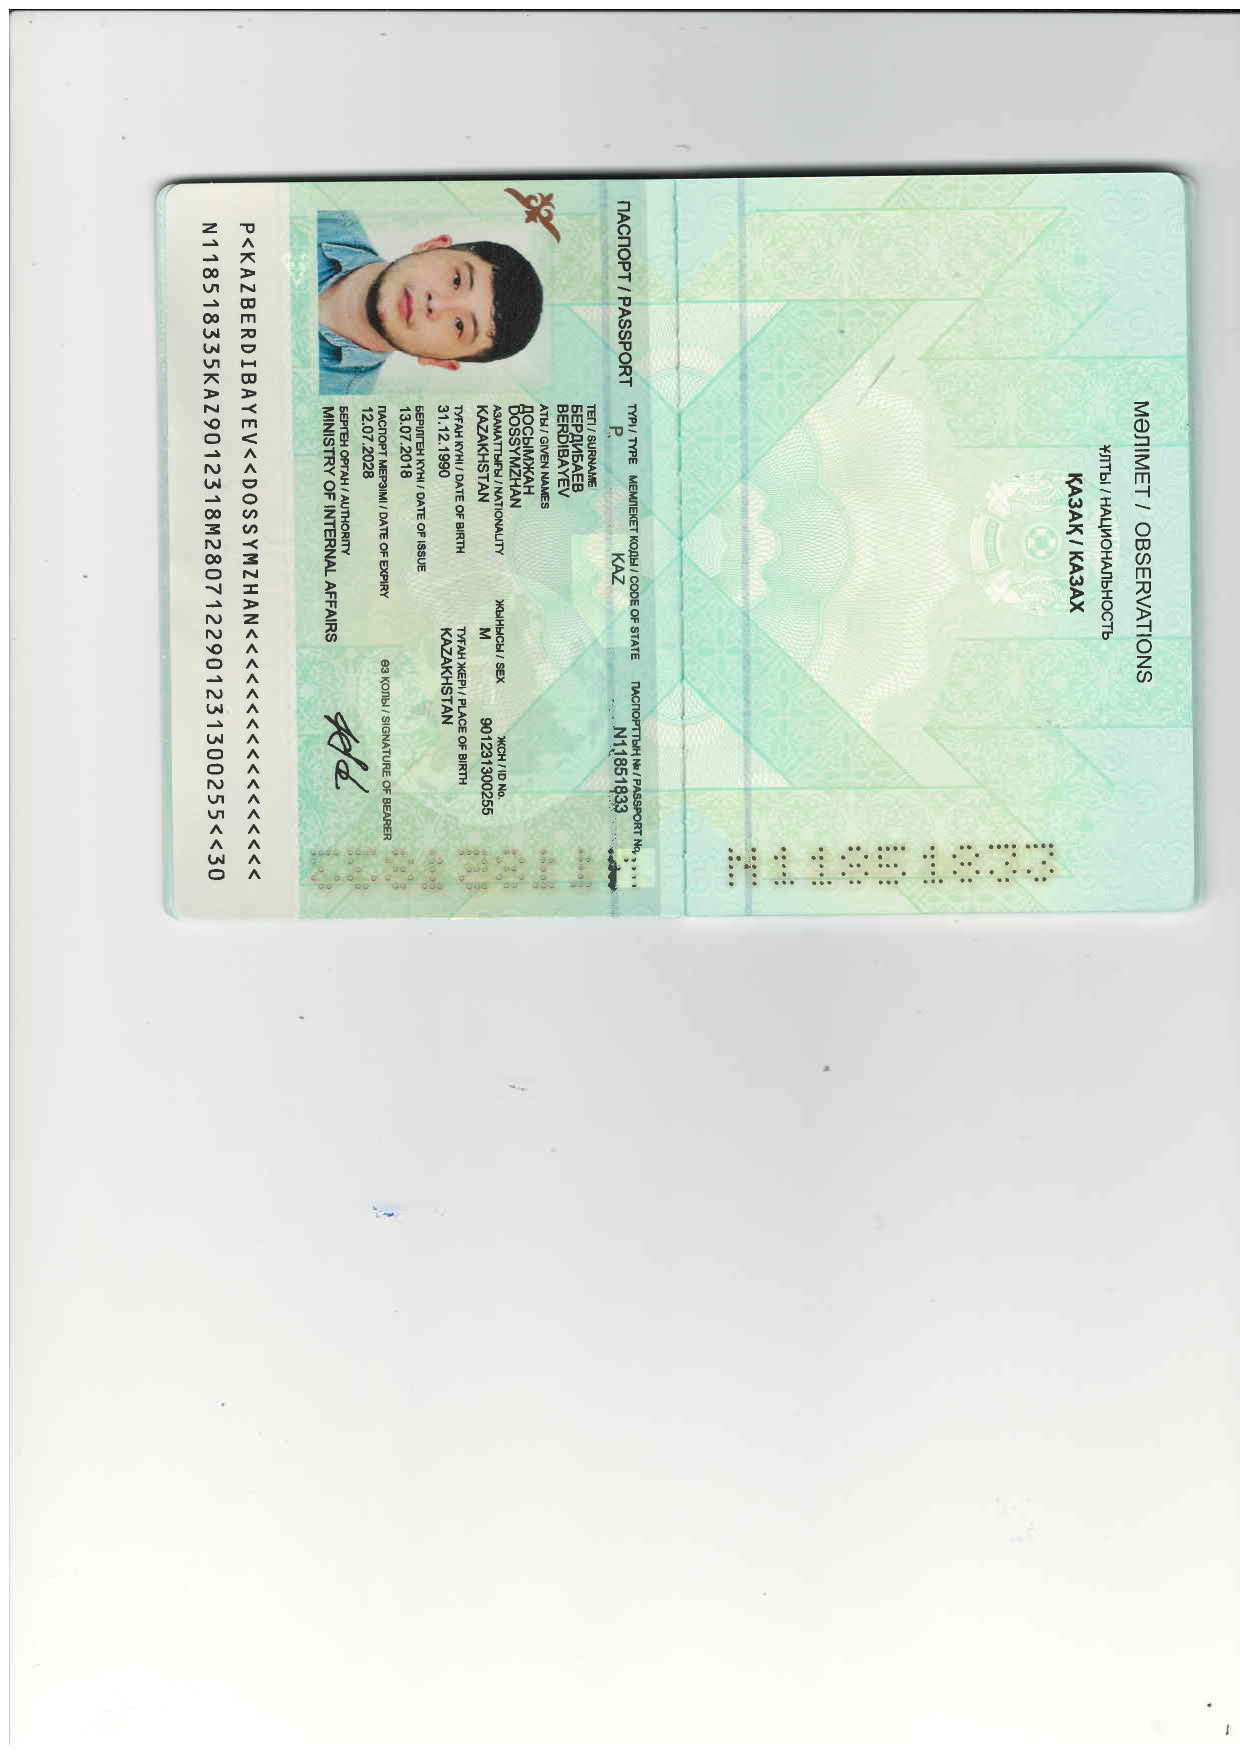 МӘЛІМЕТ / OBSERVATIONS
ҰЛТЫ / НАЦИОНАЛЬНОСТЬ
ҚАЗАҚ / КАЗАХ
N11851833
ПАСПОРТ / PASSPORT
ТҮРІ / TYPE МЕМЛЕКЕТ КОДЫ / CODE OF STATE ПАСПОРТТЫҢ № / PASSPORT No.
P KAZ N11851833
ТЕГІ / SURNAME
БЕРДИБАЕВ
BERDIBAYEV
АТЫ / GIVEN NAMES
ДОСЫМЖАН
DOSSYMZHAN
АЗАМАТТЫҒЫ / NATIONALITY ЖЫНЫСЫ / SEX ЖСН / ID No.
KAZAKHSTAN M 901231300255
ТУҒАН КҮНІ / DATE OF BIRTH ТУҒАН ЖЕРІ / PLACE OF BIRTH
31.12.1990 KAZAKHSTAN
БЕРІЛГЕН КҮНІ / DATE OF ISSUE
13.07.2018
ПАСПОРТ МЕРЗІМІ / DATE OF EXPIRY ӨЗ ҚОЛЫ / SIGNATURE OF BEARER
12.07.2028
БЕРГЕН ОРГАН / AUTHORITY
MINISTRY OF INTERNAL AFFAIRS
P<KAZBERDIBAYEV<<DOSSYMZHAN<<<<<<<<<<<<<<<<<
N118518335KAZ9012318M2807122901231300255<<30